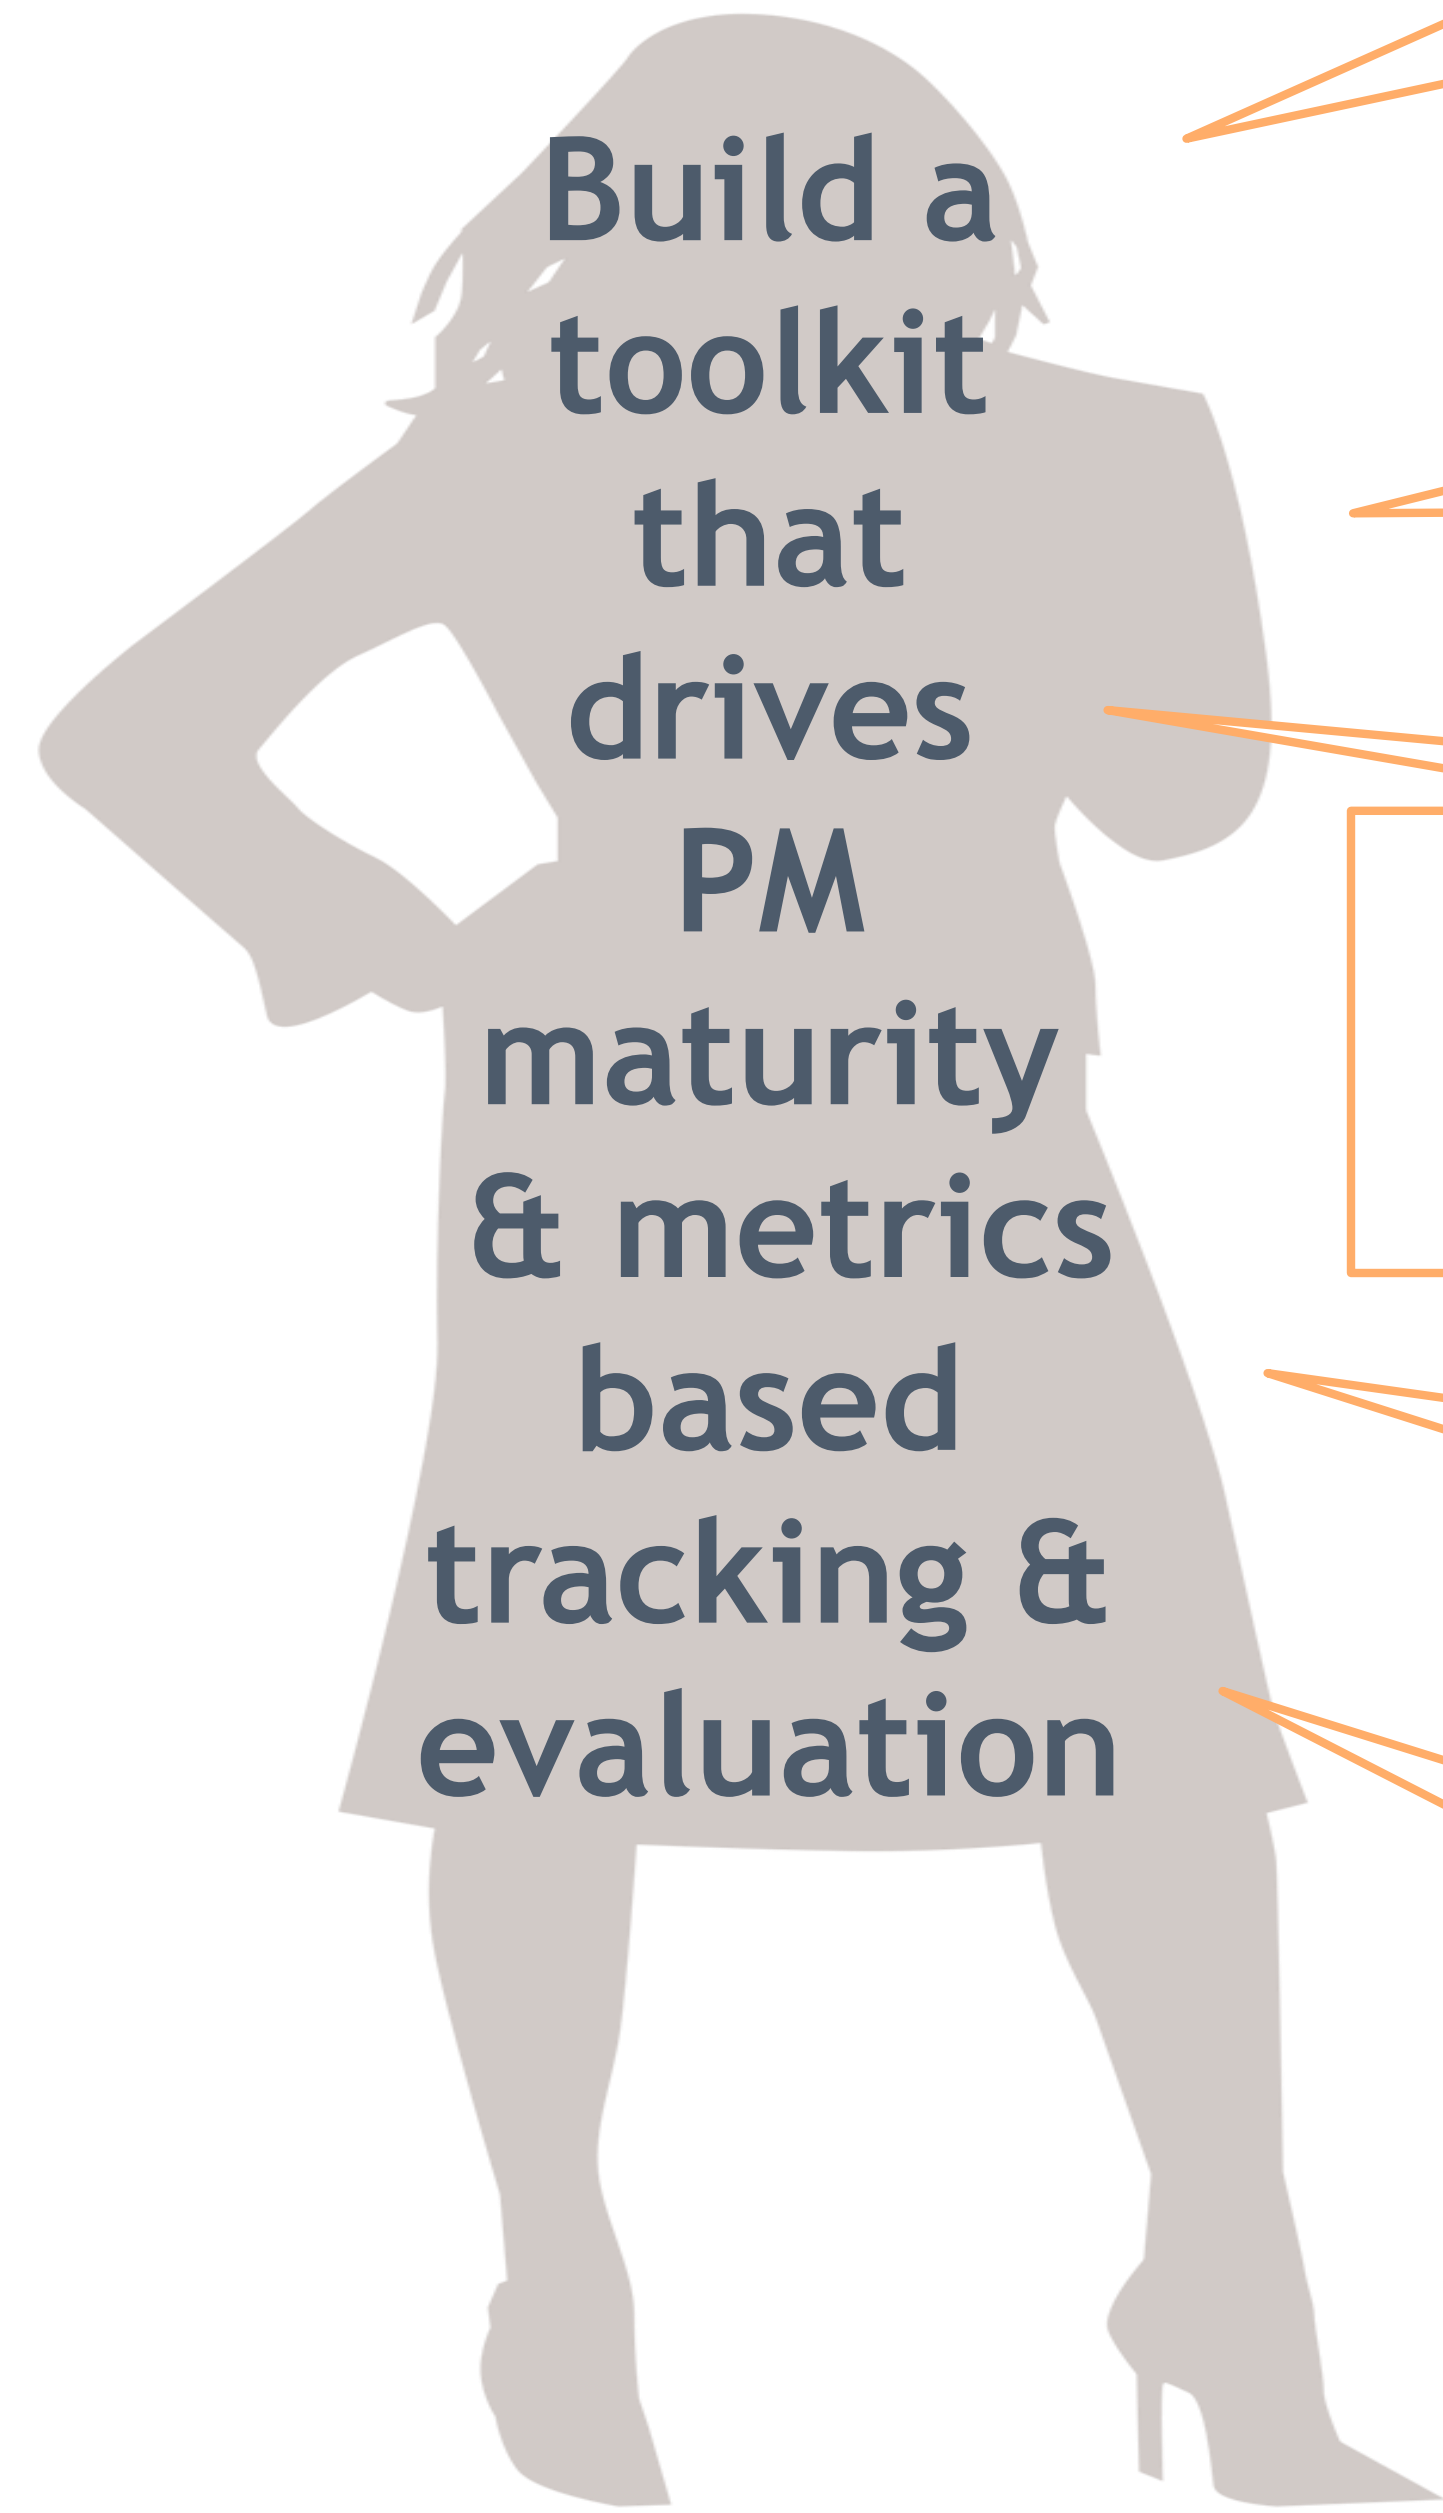 Build a
toolkit
that
drives
PM
maturity
& metrics
based
tracking &
evaluation